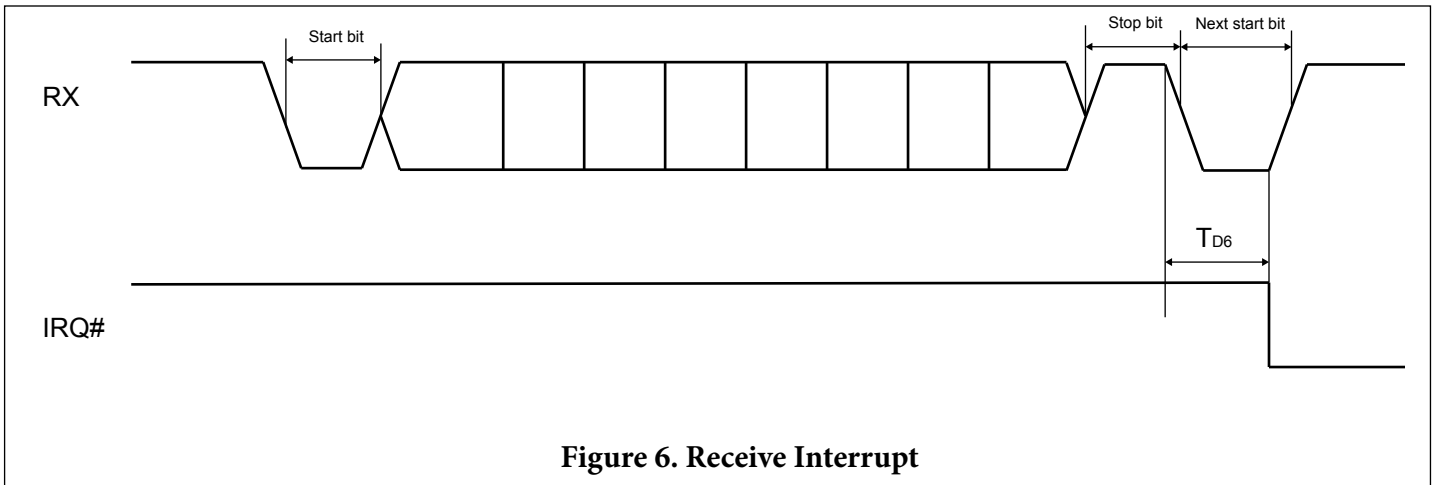 Start bit
Stop bit
Next start bit
RX
TD6
IRQ#
Figure 6. Receive Interrupt